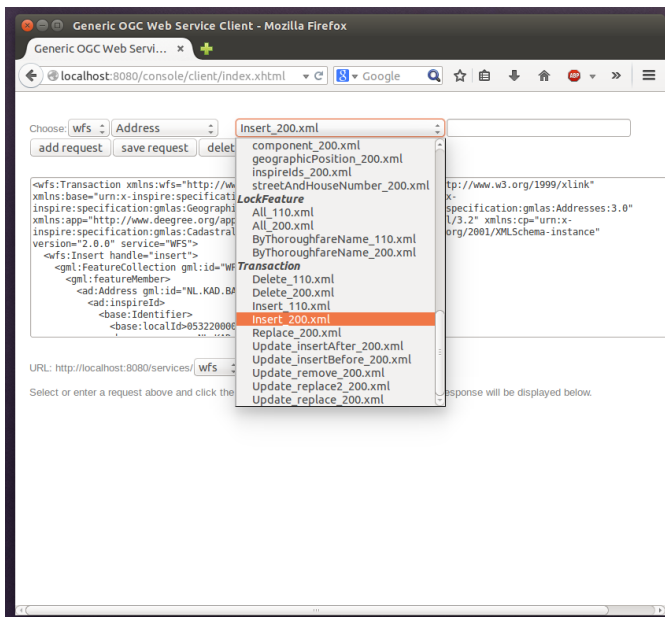 Generic OGC Web Service Client - Mozilla Firefox
Generic OGC Web Servi... ×
localhost:8080/console/client/index.xhtml
Google
ABP
»
Choose: wfs Address Insert_200.xml
add request save request delet
component_200.xml
geographicPosition_200.xml
inspireIds_200.xml
streetAndHouseNumber_200.xml
LockFeature
All_110.xml
All_200.xml
ByThoroughfareName_110.xml
ByThoroughfareName_200.xml
Transaction
Delete_110.xml
Delete_200.xml
Insert_110.xml
Insert_200.xml
Replace_200.xml
Update_insertAfter_200.xml
Update_insertBefore_200.xml
Update_remove_200.xml
Update_replace2_200.xml
Update_replace_200.xml
<wfs:Transaction xmlns:wfs="http://ww tp://www.w3.org/1999/xlink"
xmlns:base="urn:x-inspire:specificati x-
inspire:specification:gmlas:Geographi specification:gmlas:Addresses:3.0"
xmlns:app="http://www.deegree.org/app l/3.2" xmlns:cp="urn:x-
inspire:specification:gmlas:Cadastral org/2001/XMLSchema-instance"
version="2.0.0" service="WFS">
<wfs:Insert handle="insert">
<gml:FeatureCollection gml:id="WF
<gml:featureMember>
<ad:Address gml:id="NL.KAD.BA
<ad:inspireId>
<base:Identifier>
<base:localId>053220000
URL: http://localhost:8080/services/ wfs
Select or enter a request above and click the esponse will be displayed below.